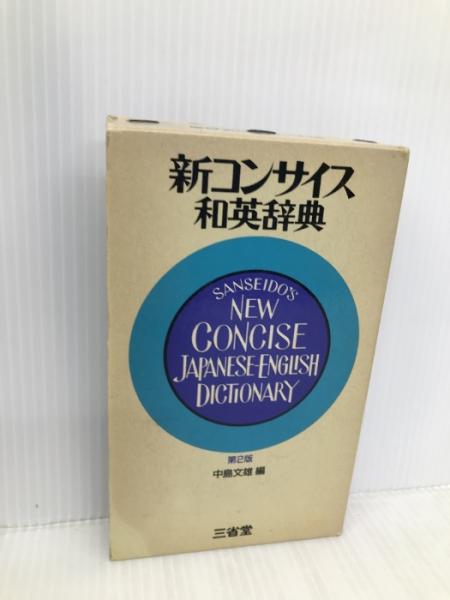 新コンサイス
和英辞典
SANSEIDO'S
NEW
CONCISE
JAPANESE-ENGLISH
DICTIONARY
第2版
中島文雄 編
三省堂